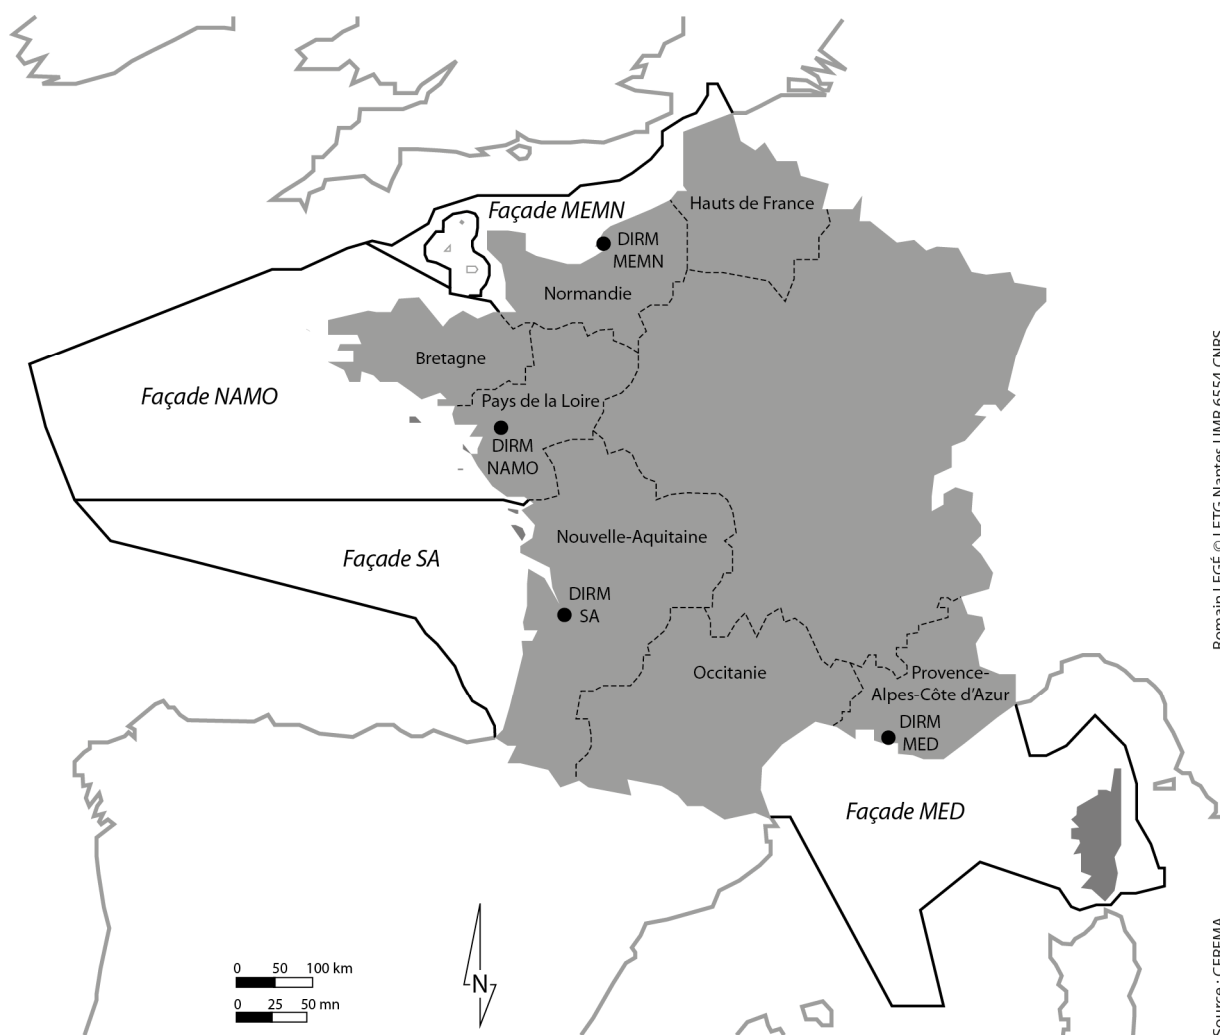 Hauts de France
Façade MEMN
DIRM
MEMN
Normandie
Bretagne
Façade NAMO
Pays de la Loire
DIRM
NAMO
Nouvelle-Aquitaine
Façade SA
DIRM
SA
Occitanie
Provence-
Alpes-Côte d'Azur
DIRM
MED
Façade MED
0 50 100 km
0 25 50 mn
N
Romain LEGÉ © LETG Nantes UMR 6554 CNRS
Source : CEREMA